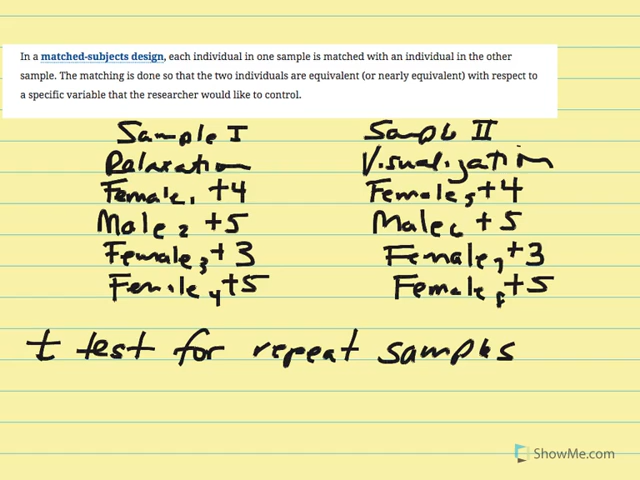 In a matched-subjects design, each individual in one sample is matched with an individual in the other
sample. The matching is done so that the two individuals are equivalent (or nearly equivalent) with respect to
a specific variable that the researcher would like to control.
Sample I
Relaxation
Female1 +4
Male2 +5
Female3 +3
Female4 +5
Sample II
Visualization
Female5 +4
Male6 +5
Female7 +3
Female8 +5
t test for repeat samples
ShowMe.com